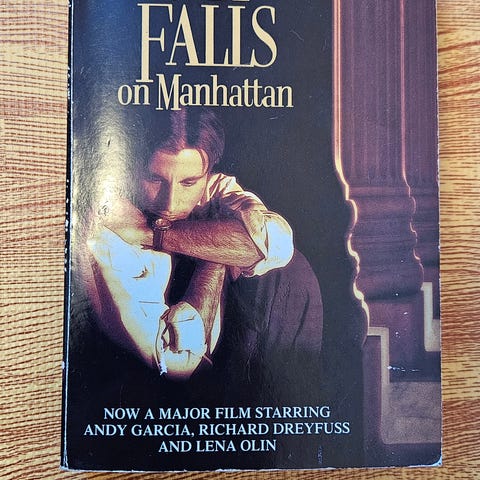 FALLS
on Manhattan
NOW A MAJOR FILM STARRING
ANDY GARCIA, RICHARD DREYFUSS
AND LENA OLIN